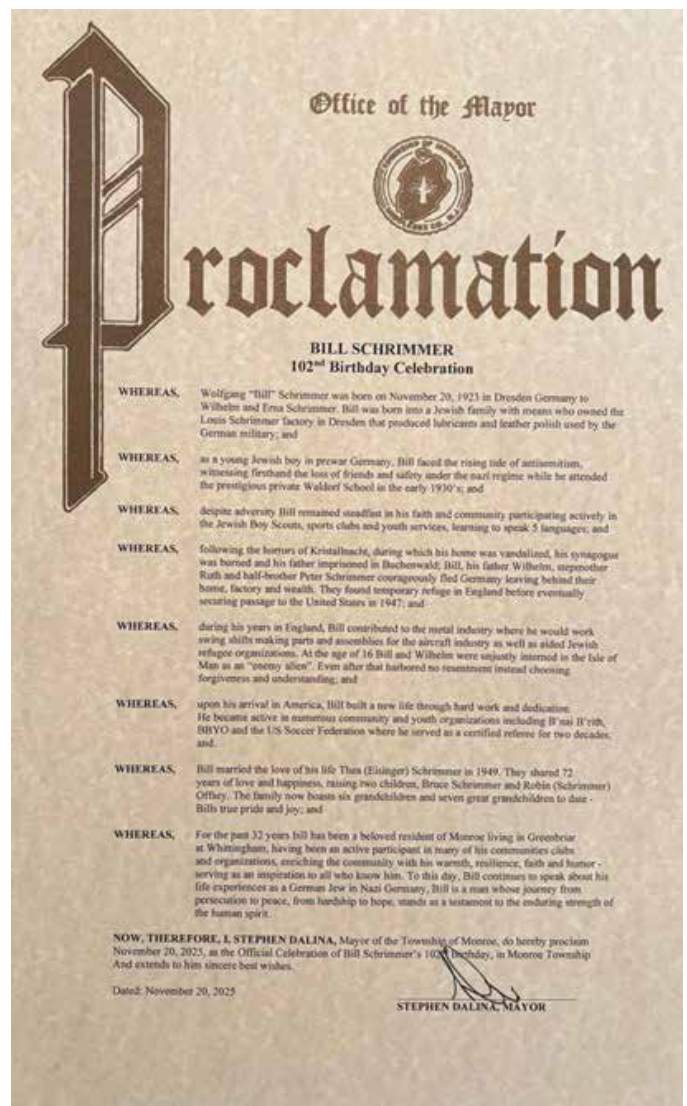 Office of the Mayor
TOWNSHIP OF MONROE
MIDDLESEX CO., N.J.
Proclamation
BILL SCHRIMMER
102nd Birthday Celebration
WHEREAS, Wolfgang "Bill" Schrimmer was born on November 20, 1923 in Dresden Germany to
Wilhelm and Erna Schrimmer. Bill was born into a Jewish family with means who owned the
Louis Schrimmer factory in Dresden that produced lubricants and leather polish used by the
German military; and
WHEREAS, as a young Jewish boy in prewar Germany, Bill faced the rising tide of antisemitism,
witnessing firsthand the loss of friends and safety under the nazi regime while he attended
the prestigious private Waldorf School in the early 1930's; and
WHEREAS, despite adversity Bill remained steadfast in his faith and community participating actively in
the Jewish Boy Scouts, sports clubs and youth services, learning to speak 5 languages; and
WHEREAS, following the horrors of Kristallnacht, during which his home was vandalized, his synagogue
was burned and his father imprisoned in Buchenwald; Bill, his father Wilhelm, stepmother
Ruth and half-brother Peter Schrimmer courageously fled Germany leaving behind their
home, factory and wealth. They found temporary refuge in England before eventually
securing passage to the United States in 1947; and
WHEREAS, during his years in England, Bill contributed to the metal industry where he would work
swing shifts making parts and assemblies for the aircraft industry as well as aided Jewish
refugee organizations. At the age of 16 Bill and Wilhelm were unjustly interned in the Isle of
Man as an "enemy alien". Even after that harbored no resentment instead choosing
forgiveness and understanding; and
WHEREAS, upon his arrival in America, Bill built a new life through hard work and dedication.
He became active in numerous community and youth organizations including B'nai B'rith,
BBYO and the US Soccer Federation where he served as a certified referee for two decades;
and.
WHEREAS, Bill married the love of his life Thea (Eisinger) Schrimmer in 1949. They shared 72
years of love and happiness, raising two children, Bruce Schrimmer and Robin (Schrimmer)
Offsey. The family now boasts six grandchildren and seven great grandchildren to date -
Bills true pride and joy; and
WHEREAS, For the past 32 years bill has been a beloved resident of Monroe living in Greenbriar
at Whittingham, having been an active participant in many of his communities clubs
and organizations, enriching the community with his warmth, resilience, faith and humor -
serving as an inspiration to all who know him. To this day, Bill continues to speak about his
life experiences as a German Jew in Nazi Germany, Bill is a man whose journey from
persecution to peace, from hardship to hope, stands as a testament to the enduring strength of
the human spirit.
NOW, THEREFORE, I, STEPHEN DALINA, Mayor of the Township of Monroe, do hereby proclaim
November 20, 2025, as the Official Celebration of Bill Schrimmer's 102nd Birthday, in Monroe Township
And extends to him sincere best wishes.
Dated: November 20, 2025
STEPHEN DALINA, MAYOR